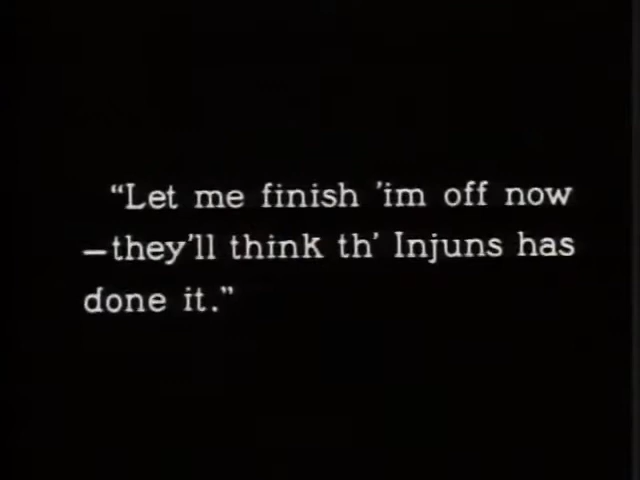 “Let me finish ’im off now
—they’ll think th’ Injuns has
done it.”